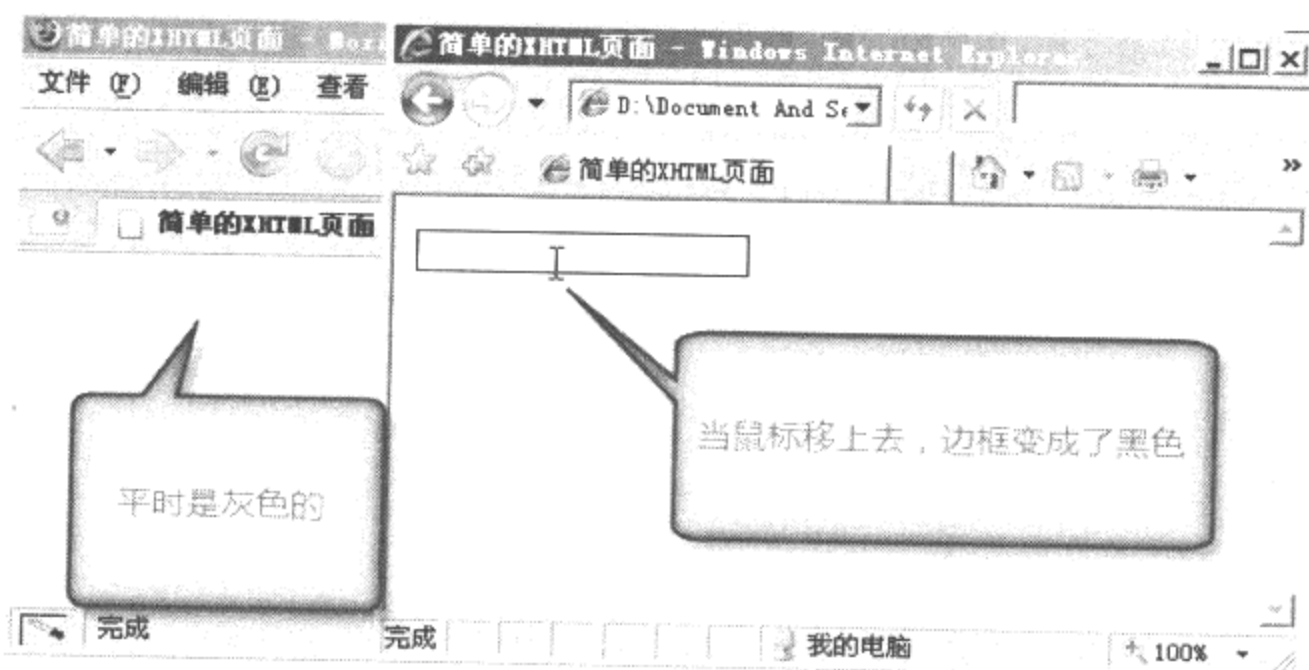 简单的XHTML页面 -
文件 (F) 编辑 (E) 查看
简单的XHTML页面
平时是灰色的
完成
简单的XHTML页面 - Windows Internet Explorer
D:\Document And Se
简单的XHTML页面
»
当鼠标移上去，边框变成了黑色
完成
我的电脑
100%